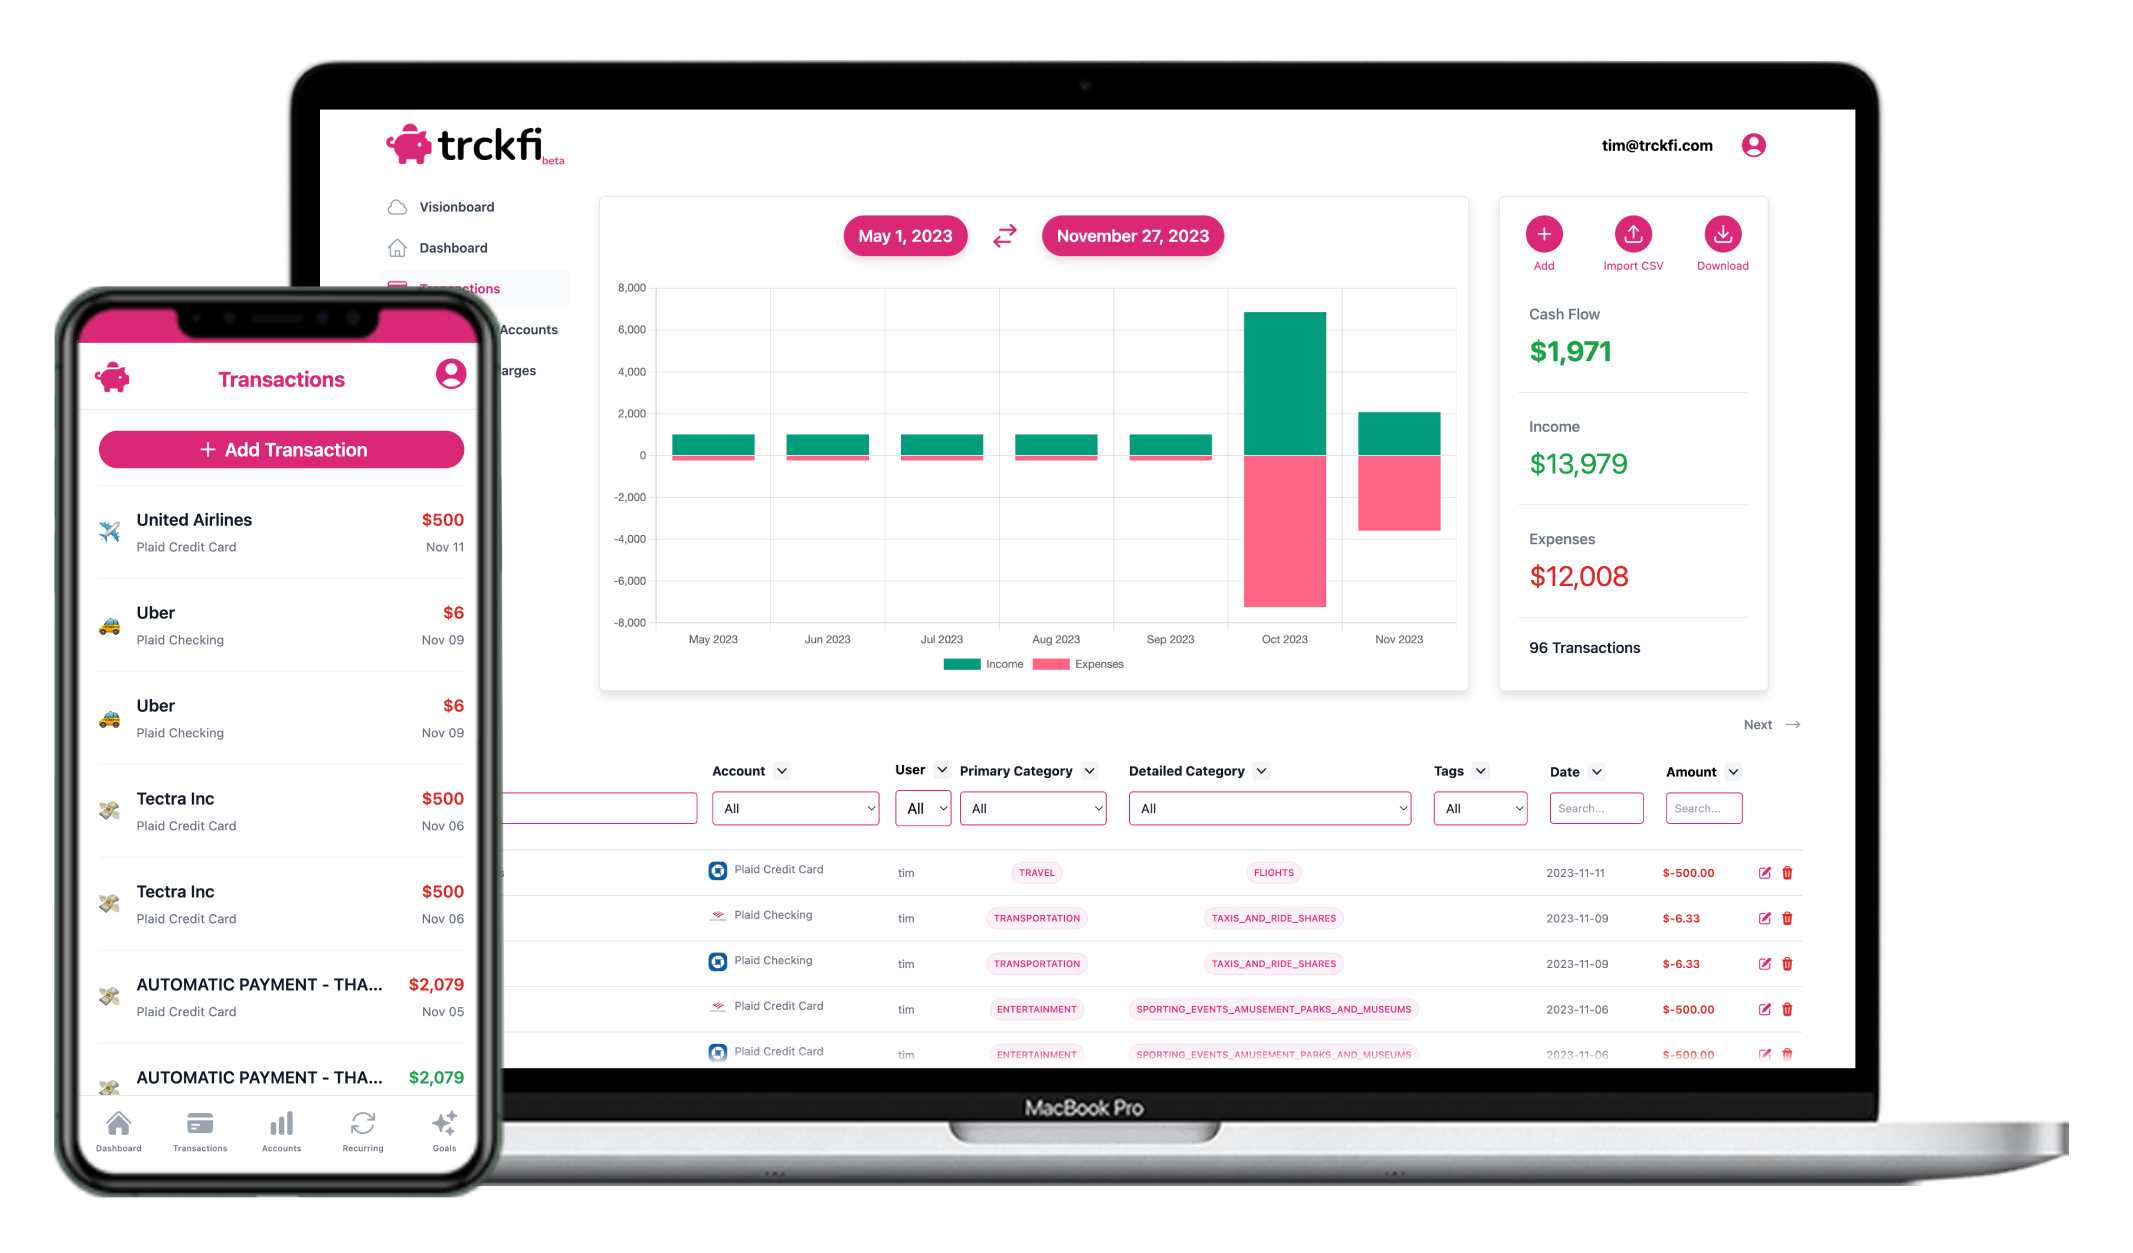 trckfi beta
tim@trckfi.com
Visionboard
Dashboard
Transactions
Accounts
arges
May 1, 2023
November 27, 2023
8,000
6,000
4,000
2,000
0
-2,000
-4,000
-6,000
-8,000
May 2023 Jun 2023 Jul 2023 Aug 2023 Sep 2023 Oct 2023 Nov 2023
Income Expenses
Add Import CSV Download
Cash Flow
$1,971
Income
$13,979
Expenses
$12,008
96 Transactions
Next
Account User Primary Category Detailed Category Tags Date Amount
All All All All All Search... Search...
s Plaid Credit Card tim TRAVEL FLIGHTS 2023-11-11 $-500.00
Plaid Checking tim TRANSPORTATION TAXIS_AND_RIDE_SHARES 2023-11-09 $-6.33
Plaid Checking tim TRANSPORTATION TAXIS_AND_RIDE_SHARES 2023-11-09 $-6.33
Plaid Credit Card tim ENTERTAINMENT SPORTING_EVENTS_AMUSEMENT_PARKS_AND_MUSEUMS 2023-11-06 $-500.00
Plaid Credit Card tim ENTERTAINMENT SPORTING_EVENTS_AMUSEMENT_PARKS_AND_MUSEUMS 2023-11-06 $-500.00
MacBook Pro
Transactions
+ Add Transaction
United Airlines $500
Plaid Credit Card Nov 11
Uber $6
Plaid Checking Nov 09
Uber $6
Plaid Checking Nov 09
Tectra Inc $500
Plaid Credit Card Nov 06
Tectra Inc $500
Plaid Credit Card Nov 06
AUTOMATIC PAYMENT - THA... $2,079
Plaid Credit Card Nov 05
AUTOMATIC PAYMENT - THA... $2,079
Dashboard Transactions Accounts Recurring Goals